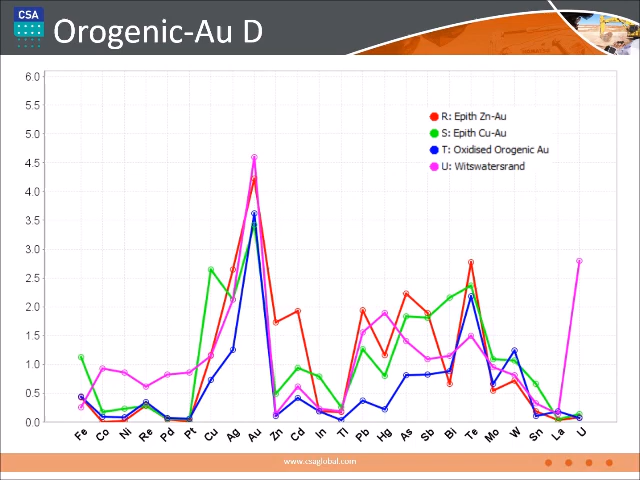 CSA
Orogenic-Au D
6.0
5.5
5.0
4.5
4.0
3.5
3.0
2.5
2.0
1.5
1.0
0.5
0.0
R: Epith Zn-Au
S: Epith Cu-Au
T: Oxidised Orogenic Au
U: Witswatersrand
Fe Co Ni Re Pd Pt Cu Ag Au Zn Cd In Tl Pb Hg As Sb Bi Te Mo W Sn La U
www.csaglobal.com